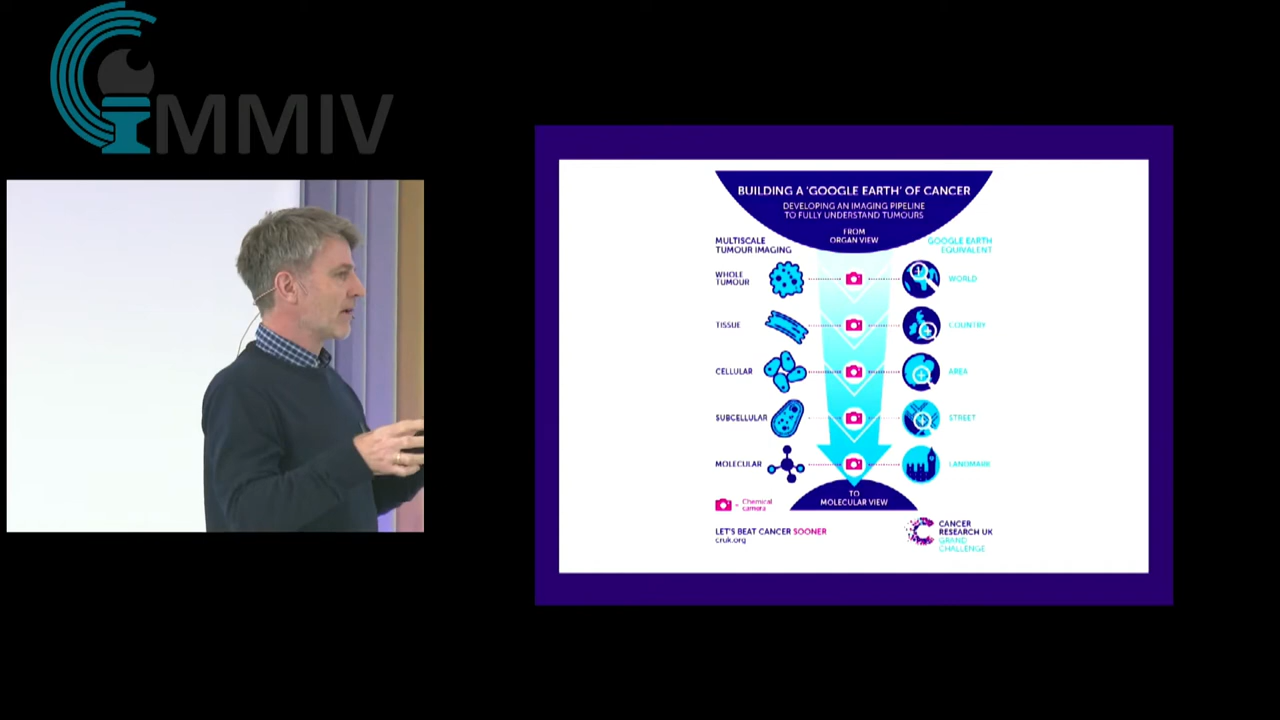 MMIV
BUILDING A 'GOOGLE EARTH' OF CANCER
DEVELOPING AN IMAGING PIPELINE
TO FULLY UNDERSTAND TUMOURS
FROM
ORGAN VIEW
MULTISCALE
TUMOUR IMAGING
GOOGLE EARTH
EQUIVALENT
WHOLE
TUMOUR
WORLD
TISSUE
COUNTRY
CELLULAR
AREA
SUBCELLULAR
STREET
MOLECULAR
LANDMARK
TO
MOLECULAR VIEW
= Chemical
camera
LET'S BEAT CANCER SOONER
cruk.org
CANCER
RESEARCH UK
GRAND
CHALLENGE